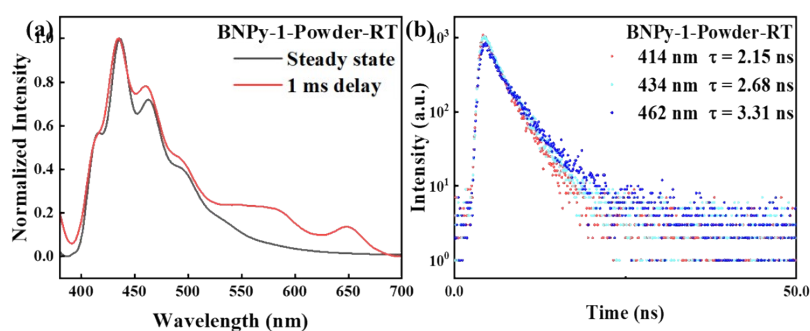 (a)
BNPy-1-Powder-RT
Steady state
1 ms delay
Normalized Intensity
1.0
0.8
0.6
0.4
0.2
0.0
400
450
500
550
600
650
700
Wavelength (nm)
(b)
BNPy-1-Powder-RT
414 nm τ = 2.15 ns
434 nm τ = 2.68 ns
462 nm τ = 3.31 ns
Intensity (a.u.)
10³
10²
10¹
10⁰
0.0
50.0
Time (ns)